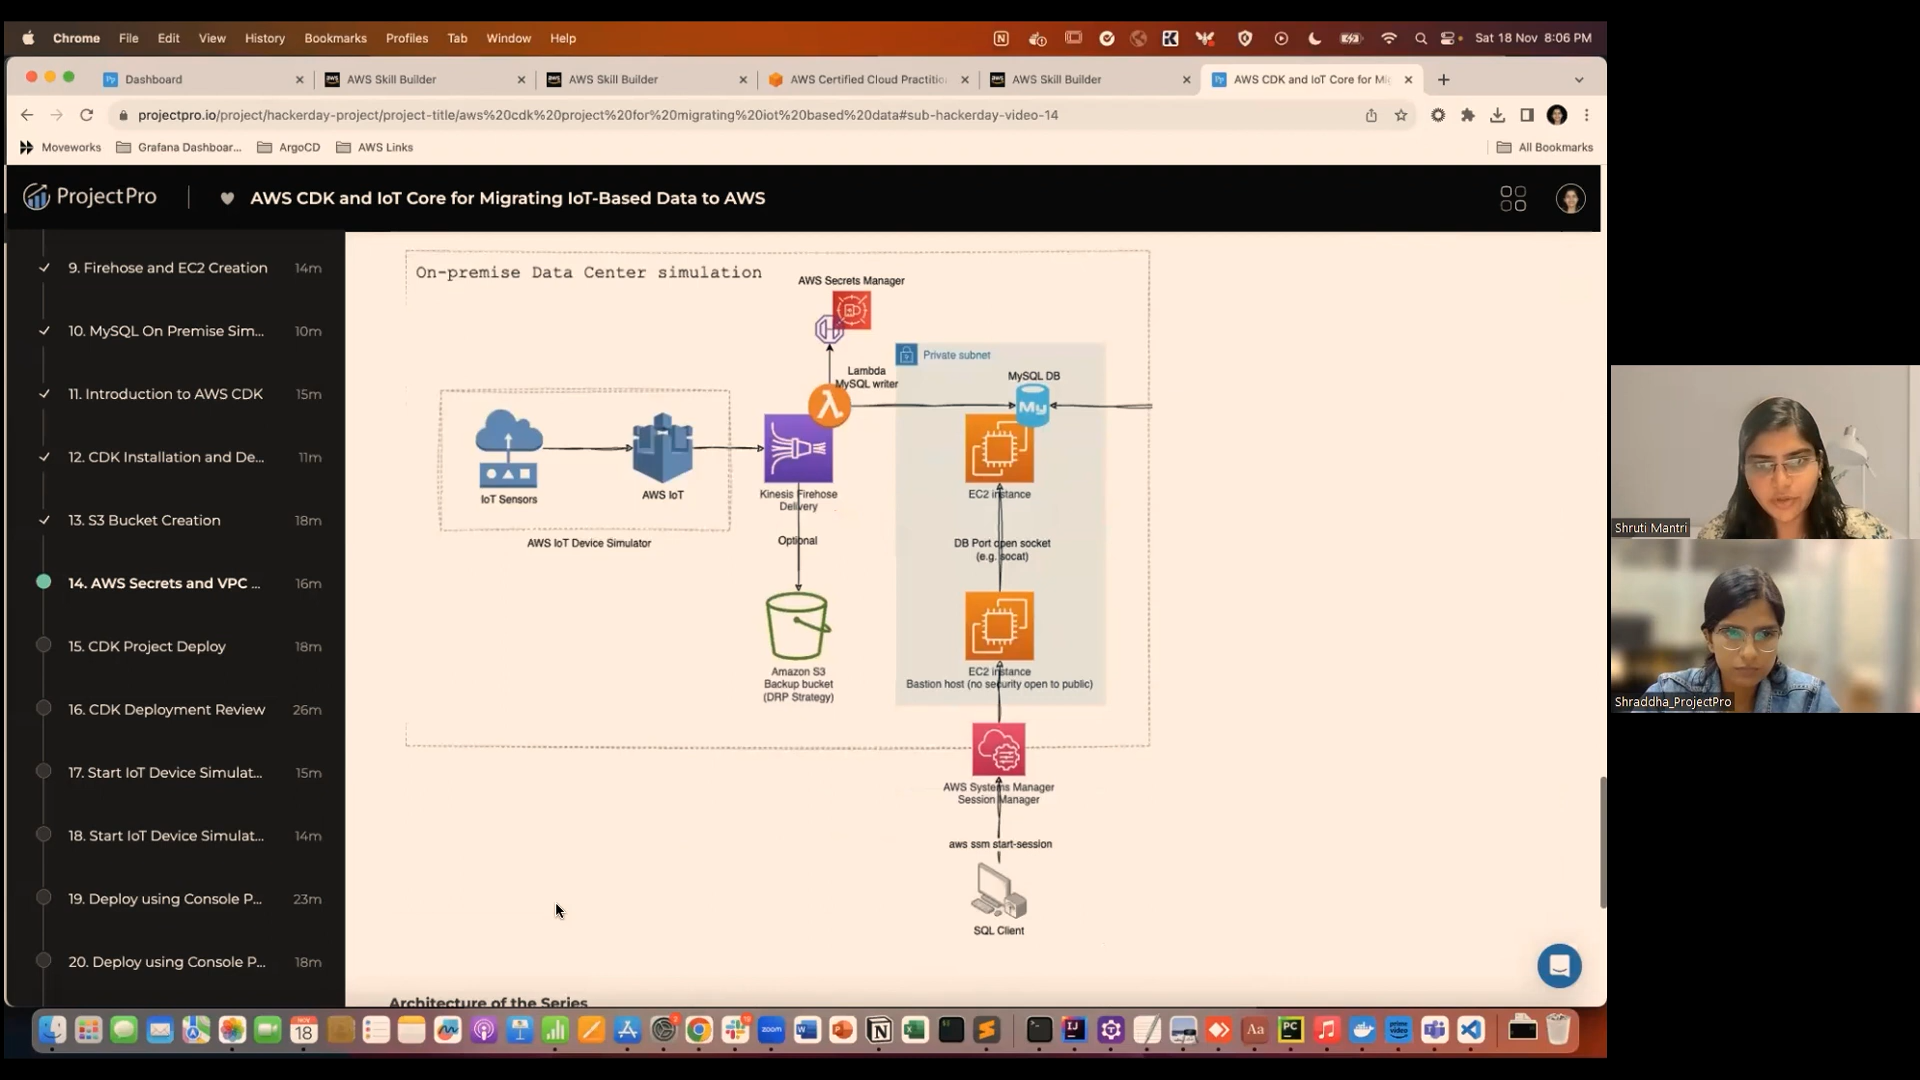 Chrome File Edit View History Bookmarks Profiles Tab Window Help Sat 18 Nov 8:06 PM
Dashboard AWS Skill Builder AWS Skill Builder AWS Certified Cloud Practitio AWS Skill Builder AWS CDK and IoT Core for Mi
projectpro.io/project/hackerday-project/project-title/aws%20cdk%20project%20for%20migrating%20iot%20based%20data#sub-hackerday-video-14
Moveworks Grafana Dashboar... ArgoCD AWS Links All Bookmarks
ProjectPro AWS CDK and IoT Core for Migrating IoT-Based Data to AWS
9. Firehose and EC2 Creation 14m
10. MySQL On Premise Sim... 10m
11. Introduction to AWS CDK 15m
12. CDK Installation and De... 11m
13. S3 Bucket Creation 18m
14. AWS Secrets and VPC ... 16m
15. CDK Project Deploy 18m
16. CDK Deployment Review 26m
17. Start IoT Device Simulat... 15m
18. Start IoT Device Simulat... 14m
19. Deploy using Console P... 23m
20. Deploy using Console P... 18m
On-premise Data Center simulation
AWS Secrets Manager
Private subnet
Lambda
MySQL writer
MySQL DB
My
IoT Sensors
AWS IoT
AWS IoT Device Simulator
Kinesis Firehose
Delivery
Optional
EC2 instance
DB Port open socket
(e.g. socat)
Amazon S3
Backup bucket
(DRP Strategy)
EC2 instance
Bastion host (no security open to public)
AWS Systems Manager
Session Manager
aws ssm start-session
SQL Client
Architecture of the Series
Shruti Mantri
Shraddha_ProjectPro
NOV
18
zoom
Aa
PC
prime
video